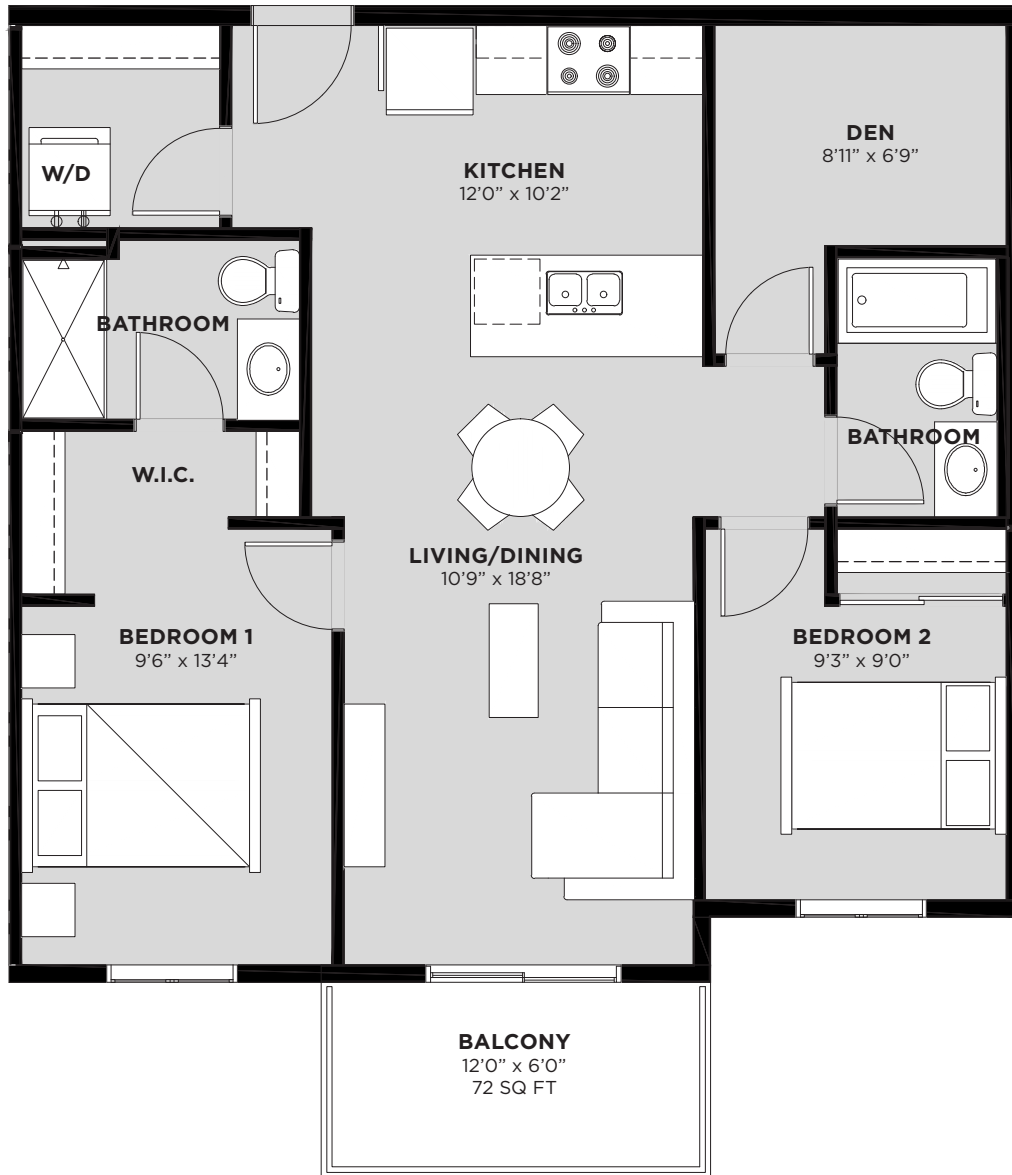 DEN
8’11” x 6’9”
W/D
KITCHEN
12’0” x 10’2”
BATHROOM
BATHROOM
W.I.C.
LIVING/DINING
10’9” x 18’8”
BEDROOM 1
9’6” x 13’4”
BEDROOM 2
9’3” x 9’0”
BALCONY
12’0” x 6’0”
72 SQ FT